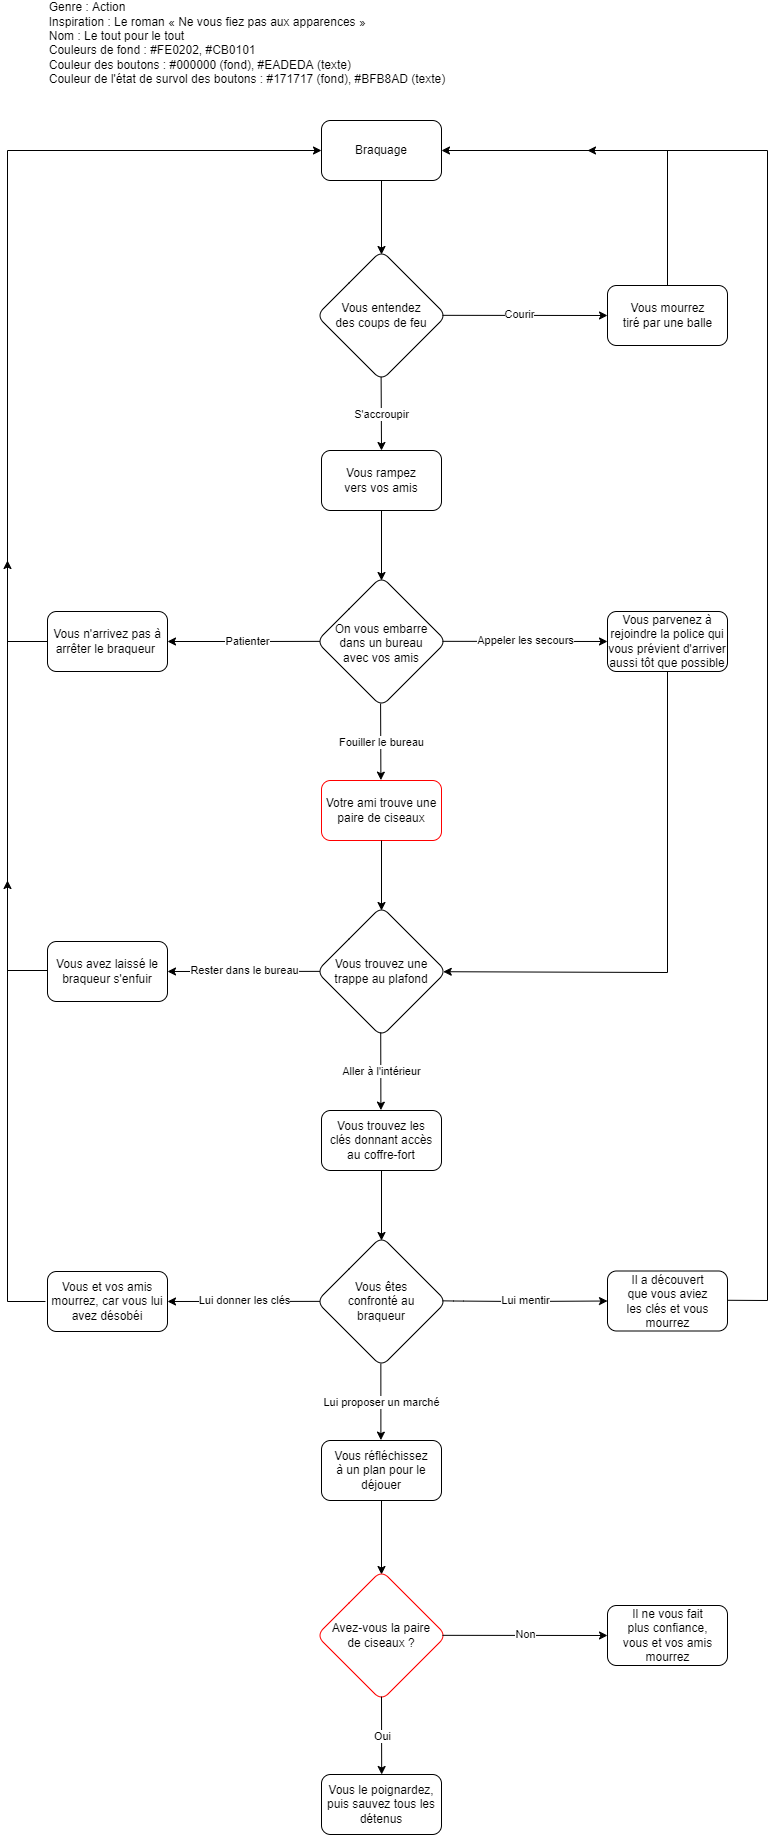 Genre : Action
Inspiration : Le roman « Ne vous fiez pas aux apparences »
Nom : Le tout pour le tout
Couleurs de fond : #FE0202, #CB0101
Couleur des boutons : #000000 (fond), #EADEDA (texte)
Couleur de l'état de survol des boutons : #171717 (fond), #BFB8AD (texte)
Braquage
Vous entendez
des coups de feu
Courir
Vous mourrez
tiré par une balle
S'accroupir
Vous rampez
vers vos amis
Vous n'arrivez pas à
arrêter le braqueur
Patienter
On vous embarre
dans un bureau
avec vos amis
Appeler les secours
Vous parvenez à
rejoindre la police qui
vous prévient d'arriver
aussi tôt que possible
Fouiller le bureau
Votre ami trouve une
paire de ciseaux
Vous avez laissé le
braqueur s'enfuir
Rester dans le bureau
Vous trouvez une
trappe au plafond
Aller à l'intérieur
Vous trouvez les
clés donnant accès
au coffre-fort
Vous et vos amis
mourrez, car vous lui
avez désobéi
Lui donner les clés
Vous êtes
confronté au
braqueur
Lui mentir
Il a découvert
que vous aviez
les clés et vous
mourrez
Lui proposer un marché
Vous réfléchissez
à un plan pour le
déjouer
Avez-vous la paire
de ciseaux ?
Non
Il ne vous fait
plus confiance,
vous et vos amis
mourrez
Oui
Vous le poignardez,
puis sauvez tous les
détenus